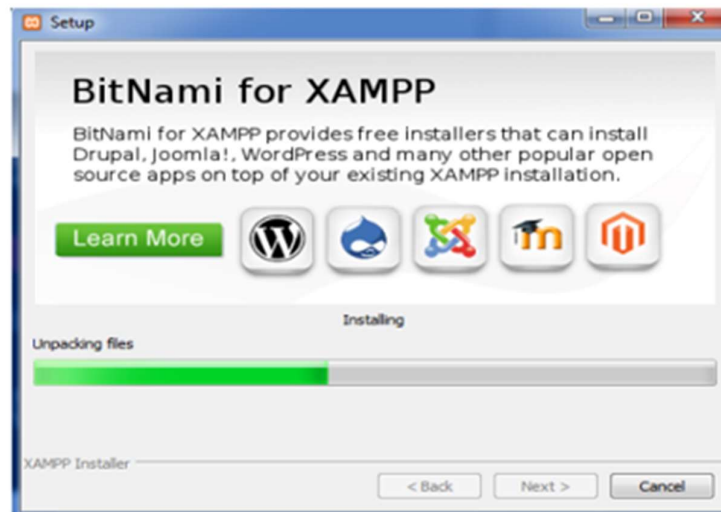 Setup
BitNami for XAMPP
BitNami for XAMPP provides free installers that can install
Drupal, Joomla!, WordPress and many other popular open
source apps on top of your existing XAMPP installation.
Learn More
Installing
Unpacking files
XAMPP Installer
< Back
Next >
Cancel